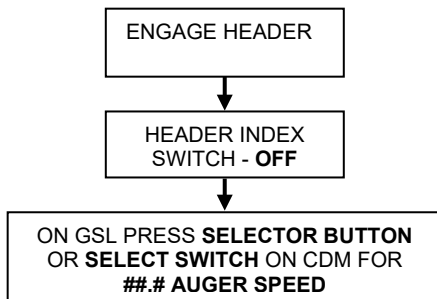 ENGAGE HEADER
HEADER INDEX
SWITCH - OFF
ON GSL PRESS SELECTOR BUTTON
OR SELECT SWITCH ON CDM FOR
##.# AUGER SPEED